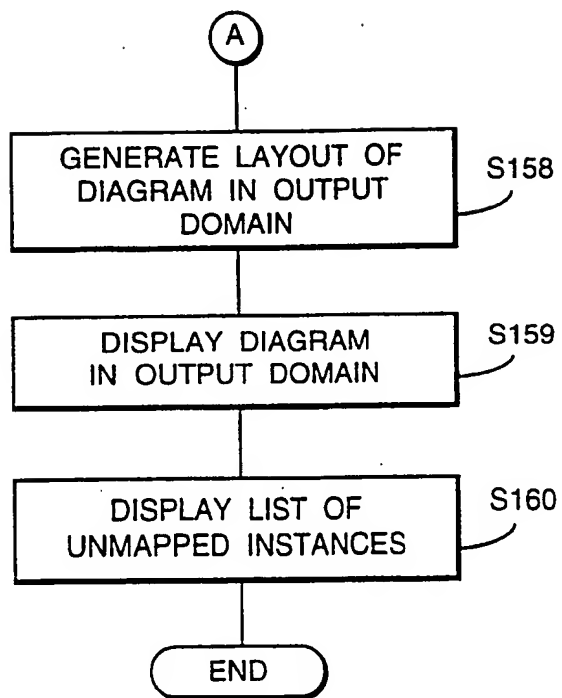 A
GENERATE LAYOUT OF
DIAGRAM IN OUTPUT
DOMAIN
S158
DISPLAY DIAGRAM
IN OUTPUT DOMAIN
S159
DISPLAY LIST OF
UNMAPPED INSTANCES
S160
END